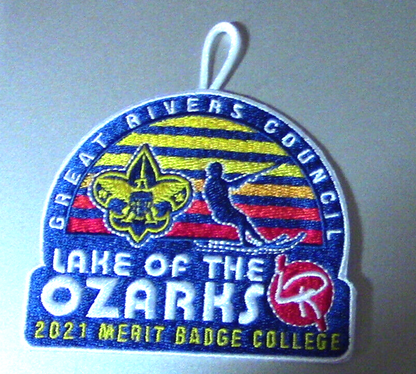 GREAT RIVERS COUNCIL
LAKE OF THE
OZARKS
2021 MERIT BADGE COLLEGE